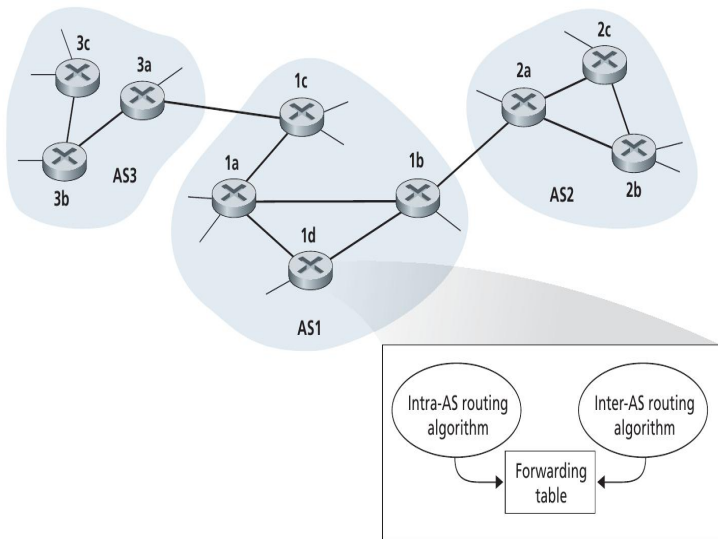 3c
3a
3b
AS3
1c
1a
1b
1d
AS1
2c
2a
2b
AS2
Intra-AS routing
algorithm
Inter-AS routing
algorithm
Forwarding
table